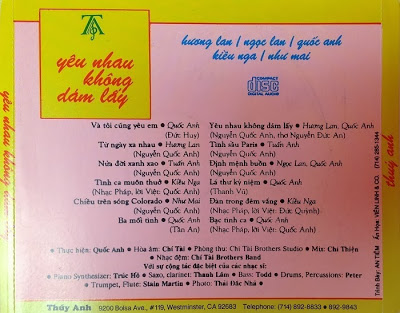 TA
yêu nhau
không
dám lấy
hương lan / ngọc lan / quốc anh
kiều nga / như mai
COMPACT
disc
DIGITAL AUDIO
Và tôi cũng yêu em • Quốc Anh
(Đức Huy)
Từ ngày xa nhau • Hương Lan
(Nguyễn Quốc Anh)
Nửa đời xanh xao • Tuấn Anh
(Nguyễn Quốc Anh)
Tình ca muôn thuở • Kiều Nga
(Nhạc Pháp, lời Việt: Quốc Anh)
Chiều trên sóng Colorado • Như Mai
(Nguyễn Quốc Anh)
Ba mối tình • Quốc Anh
(Tần An)
Yêu nhau không dám lấy • Hương Lan, Quốc Anh
(Nguyễn Quốc Anh, thơ Nguyễn Đức An)
Tình sầu Paris • Tuấn Anh
(Nguyễn Quốc Anh)
Định mệnh buồn • Ngọc Lan, Quốc Anh
(Nguyễn Quốc Anh)
Lá thư kỷ niệm • Quốc Anh
(Thanh Vũ)
Đàn trong đêm vắng • Kiều Nga
(Nhạc Pháp, lời Việt: Đức Quỳnh)
Bạc tình ca • Quốc Anh
(Nhạc Pháp, lời Việt: Quốc Anh)
• Thực hiện: Quốc Anh • Hòa âm: Chí Tài • Phòng thu: Chí Tài Brothers Studio • Mix: Chí Thiện
• Nhạc đệm: Chí Tài Brothers Band
Với sự cộng tác đặc biệt của các nhạc sĩ:
• Piano Synthesizer: Trúc Hồ • Saxo, clarinet: Thanh Lâm • Bass: Todd • Drums, Percussions: Peter
• Trumpet, Flute: Stain Martin • Photo: Thái Đắc Nhã
Thúy Anh 9200 Bolsa Ave., #119, Westminster, CA 92683 Telephone: (714) 892-8833 • 892-9843
yêu nhau không dám lấy
thúy anh